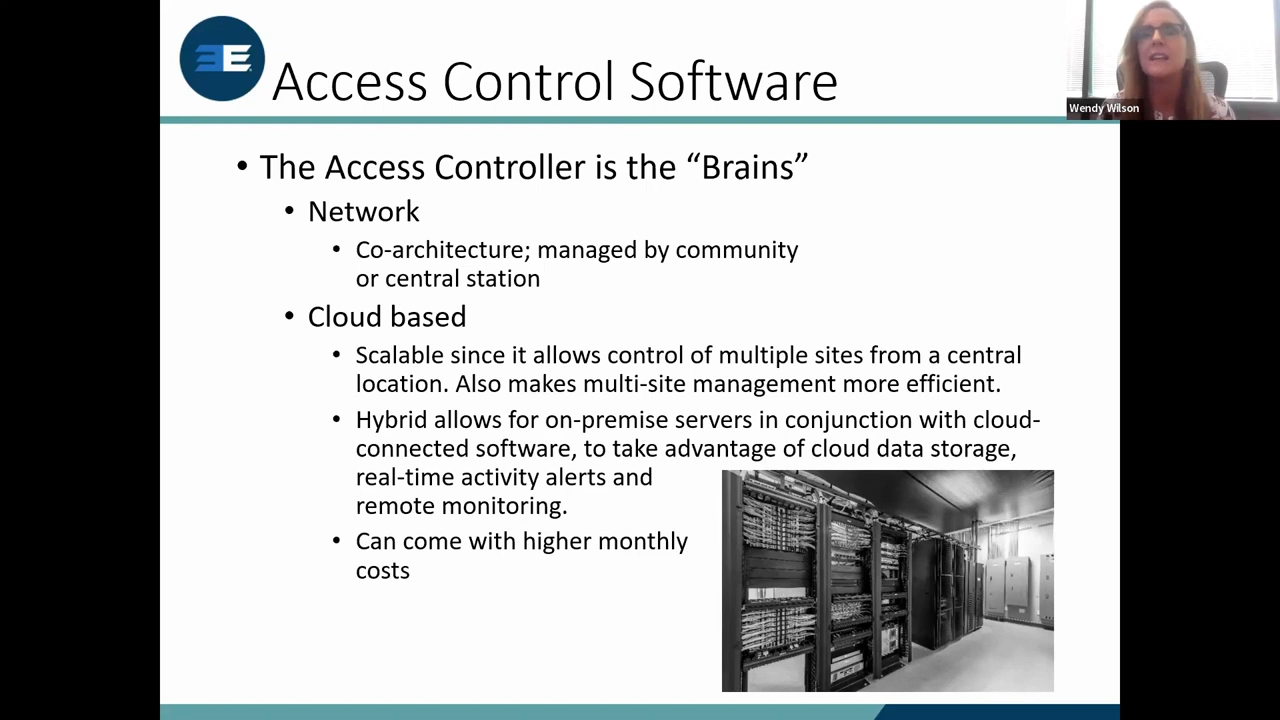 Access Control Software
Wendy Wilson
• The Access Controller is the “Brains”
• Network
• Co-architecture; managed by community
or central station
• Cloud based
• Scalable since it allows control of multiple sites from a central
location. Also makes multi-site management more efficient.
• Hybrid allows for on-premise servers in conjunction with cloud-
connected software, to take advantage of cloud data storage,
real-time activity alerts and
remote monitoring.
• Can come with higher monthly
costs